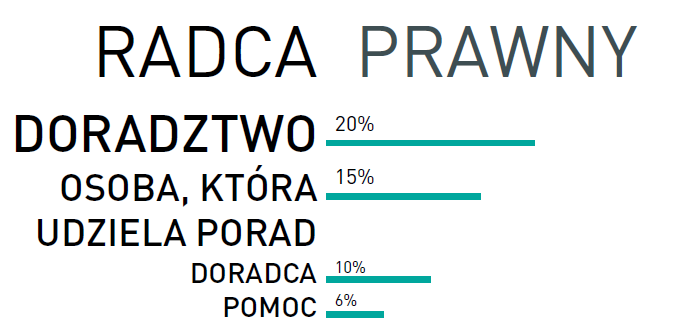 RADCA PRAWNY
DORADZTWO 20%
OSOBA, KTÓRA 15%
UDZIELA PORAD
DORADCA 10%
POMOC 6%